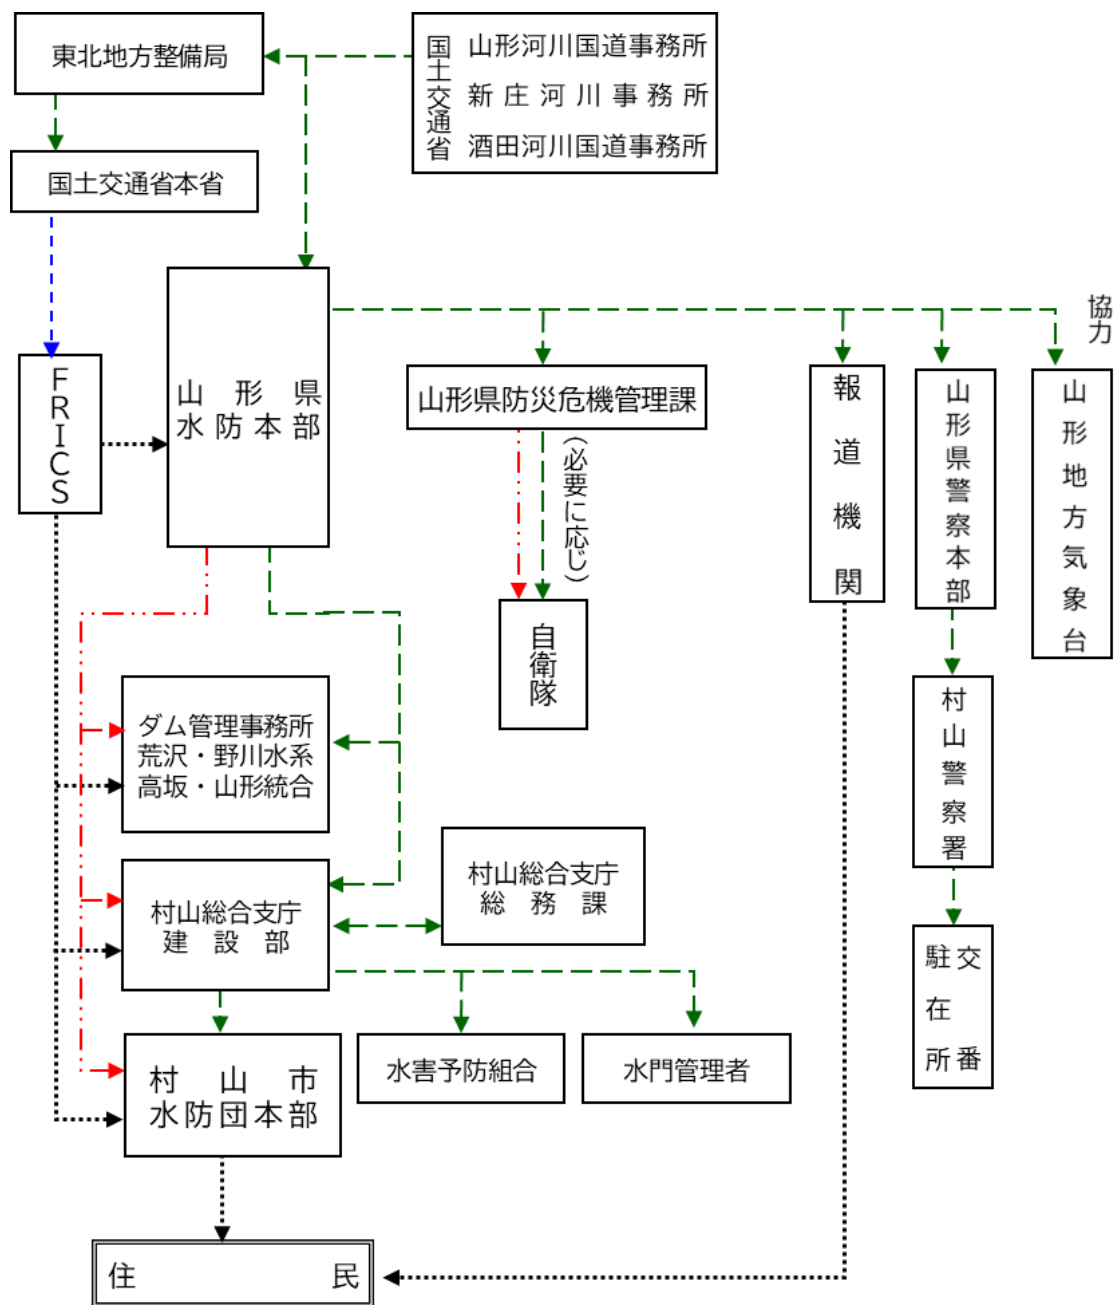 東北地方整備局
国土交通省
山形河川国道事務所
新庄河川事務所
酒田河川国道事務所
国土交通省本省
協力
FRICS
山形県
水防本部
山形県防災危機管理課
(必要に応じ)
報道機関
山形県警察本部
山形地方気象台
自衛隊
ダム管理事務所
荒沢・野川水系
高坂・山形統合
村山警察署
村山総合支庁
総務課
村山総合支庁
建設部
交番
駐在所
村山市
水防団本部
水害予防組合
水門管理者
住民